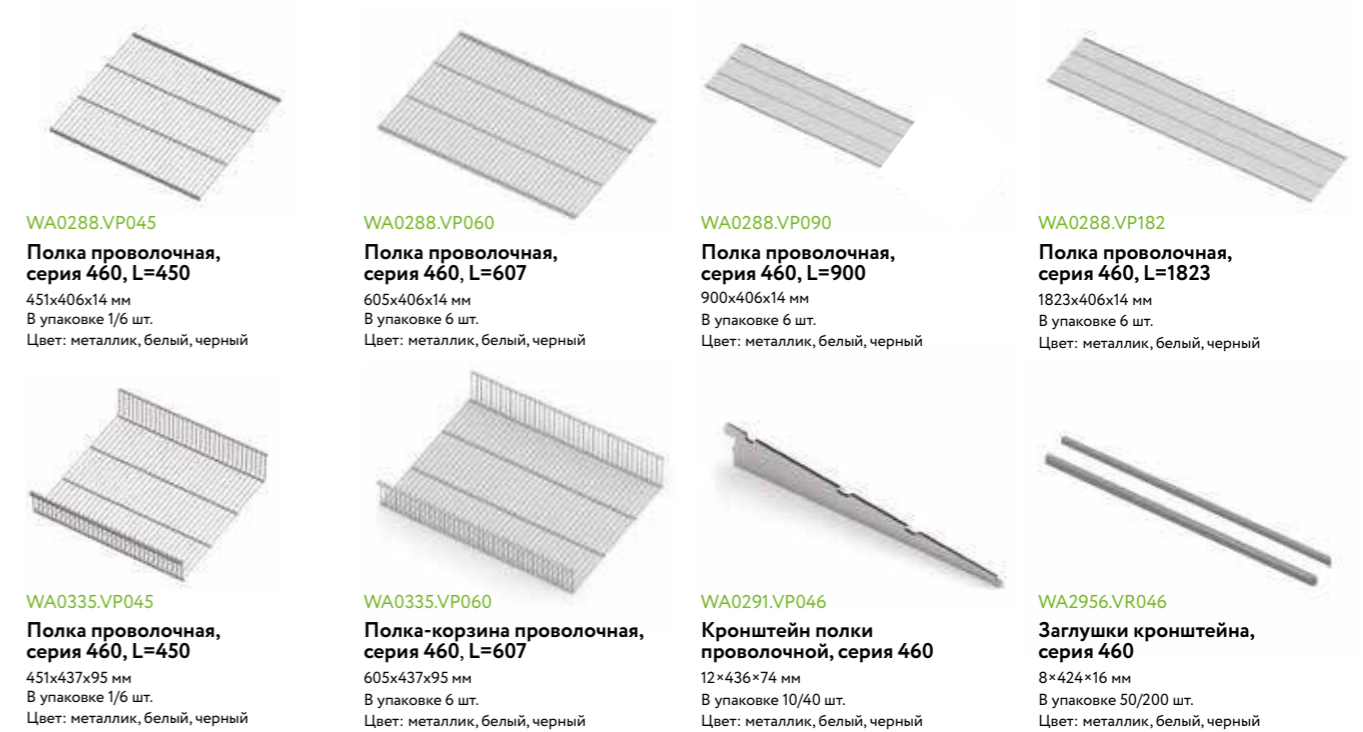 WA0288.VP045
Полка проволочная,
серия 460, L=450
451x406x14 мм
В упаковке 1/6 шт.
Цвет: металлик, белый, черный
WA0288.VP060
Полка проволочная,
серия 460, L=607
605x406x14 мм
В упаковке 6 шт.
Цвет: металлик, белый, черный
WA0288.VP090
Полка проволочная,
серия 460, L=900
900x406x14 мм
В упаковке 6 шт.
Цвет: металлик, белый, черный
WA0288.VP182
Полка проволочная,
серия 460, L=1823
1823x406x14 мм
В упаковке 6 шт.
Цвет: металлик, белый, черный
WA0335.VP045
Полка проволочная,
серия 460, L=450
451x437x95 мм
В упаковке 1/6 шт.
Цвет: металлик, белый, черный
WA0335.VP060
Полка-корзина проволочная,
серия 460, L=607
605x437x95 мм
В упаковке 6 шт.
Цвет: металлик, белый, черный
WA0291.VP046
Кронштейн полки
проволочной, серия 460
12×436×74 мм
В упаковке 10/40 шт.
Цвет: металлик, белый, черный
WA2956.VR046
Заглушки кронштейна,
серия 460
8×424×16 мм
В упаковке 50/200 шт.
Цвет: металлик, белый, черный